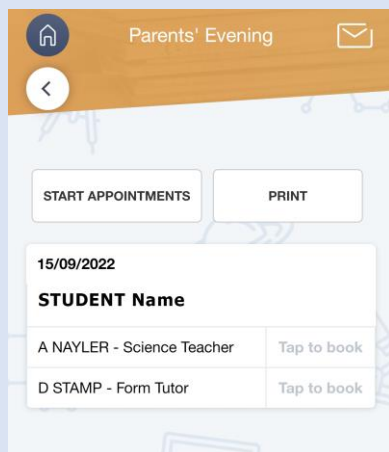 Parents' Evening
START APPOINTMENTS PRINT
15/09/2022
STUDENT Name
A NAYLER - Science Teacher Tap to book
D STAMP - Form Tutor Tap to book